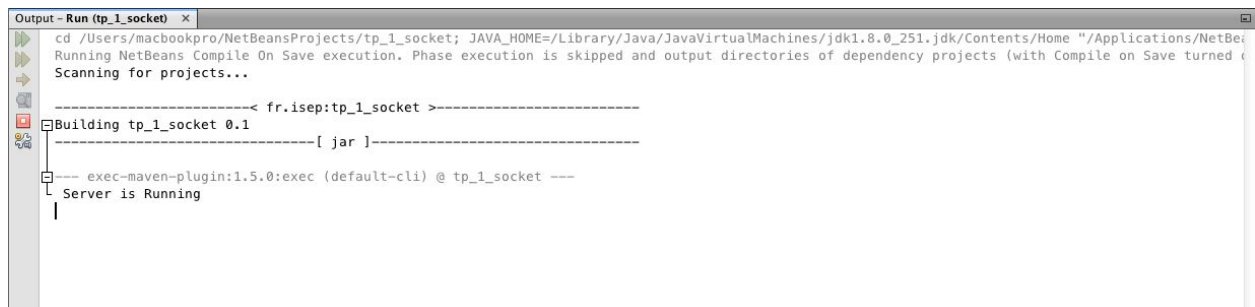 Output – Run (tp_1_socket) ×
cd /Users/macbookpro/NetBeansProjects/tp_1_socket; JAVA_HOME=/Library/Java/JavaVirtualMachines/jdk1.8.0_251.jdk/Contents/Home "/Applications/NetBea
Running NetBeans Compile On Save execution. Phase execution is skipped and output directories of dependency projects (with Compile on Save turned
Scanning for projects...
------------------------< fr.isep:tp_1_socket >-------------------------
Building tp_1_socket 0.1
--------------------------------[ jar ]---------------------------------
--- exec-maven-plugin:1.5.0:exec (default-cli) @ tp_1_socket ---
Server is Running